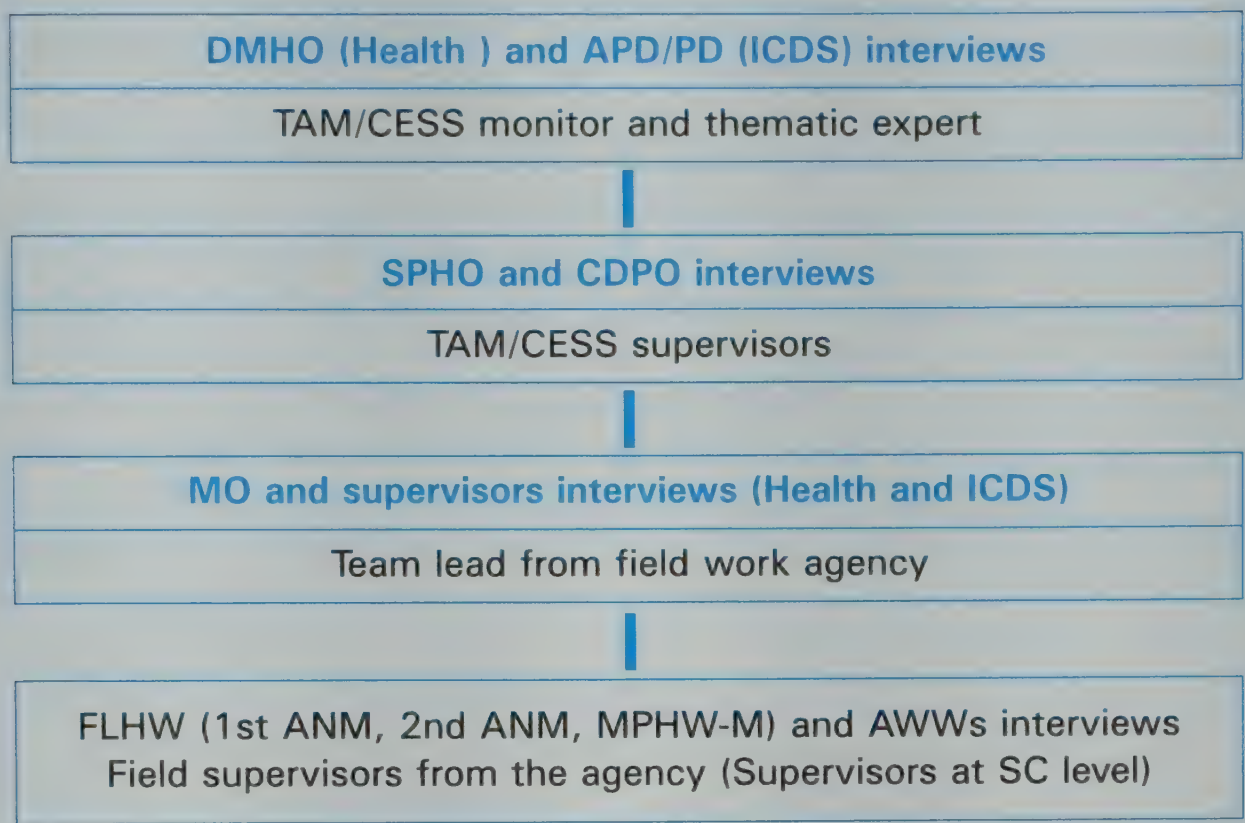 DMHO (Health ) and APD/PD (ICDS) interviews
TAM/CESS monitor and thematic expert
SPHO and CDPO interviews
TAM/CESS supervisors
MO and supervisors interviews (Health and ICDS)
Team lead from field work agency
FLHW (1st ANM, 2nd ANM, MPHW-M) and AWWs interviews
Field supervisors from the agency (Supervisors at SC level)